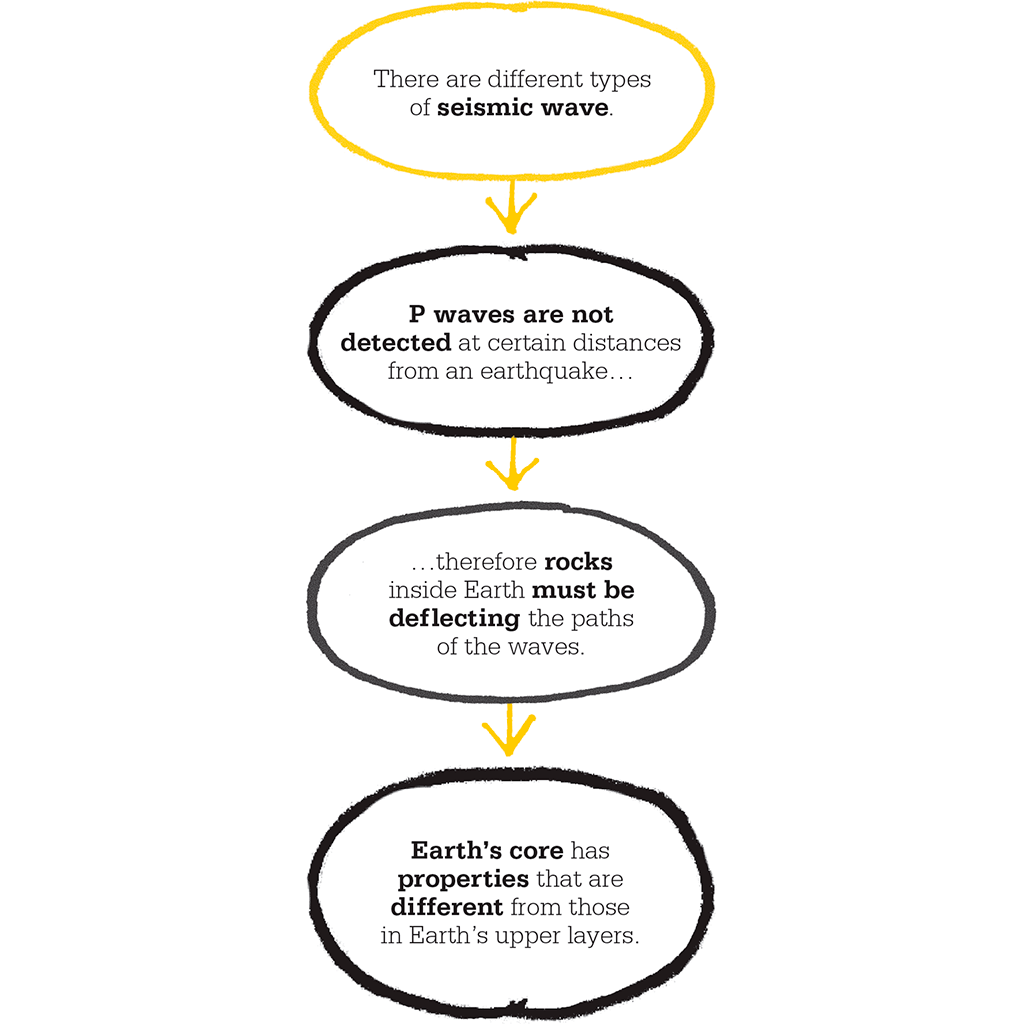 There are different types
of seismic wave.
P waves are not
detected at certain distances
from an earthquake…
…therefore rocks
inside Earth must be
deflecting the paths
of the waves.
Earth’s core has
properties that are
different from those
in Earth’s upper layers.